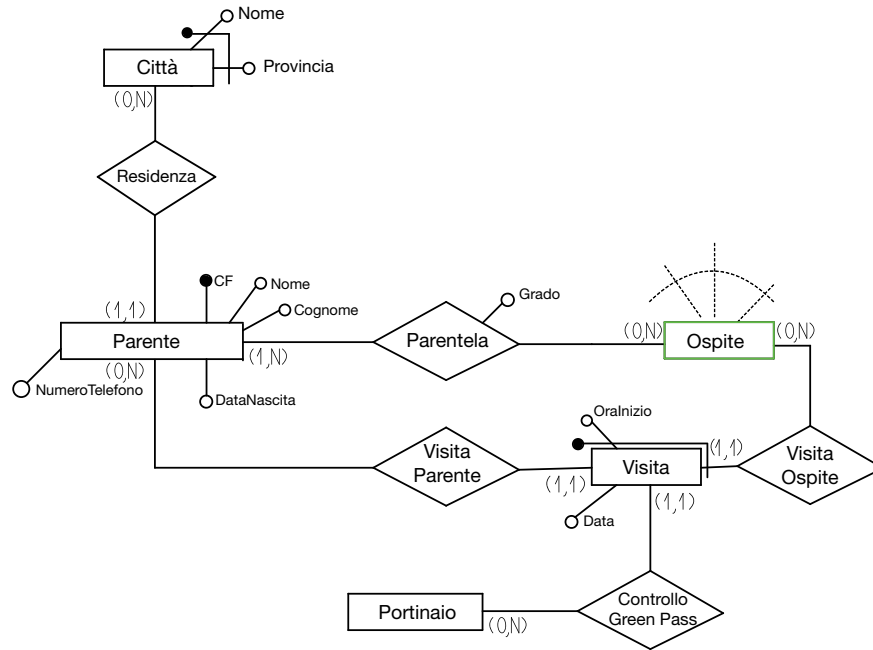 Nome
Città
Provincia
(0,N)
Residenza
CF
Nome
Cognome
Grado
(1,1)
Parente
(1,N)
Parentela
(0,N)
Ospite
(0,N)
(0,N)
NumeroTelefono
DataNascita
OraInizio
Visita
Parente
(1,1)
Visita
(1,1)
Visita
Ospite
Data
(1,1)
Portinaio
(0,N)
Controllo
Green Pass